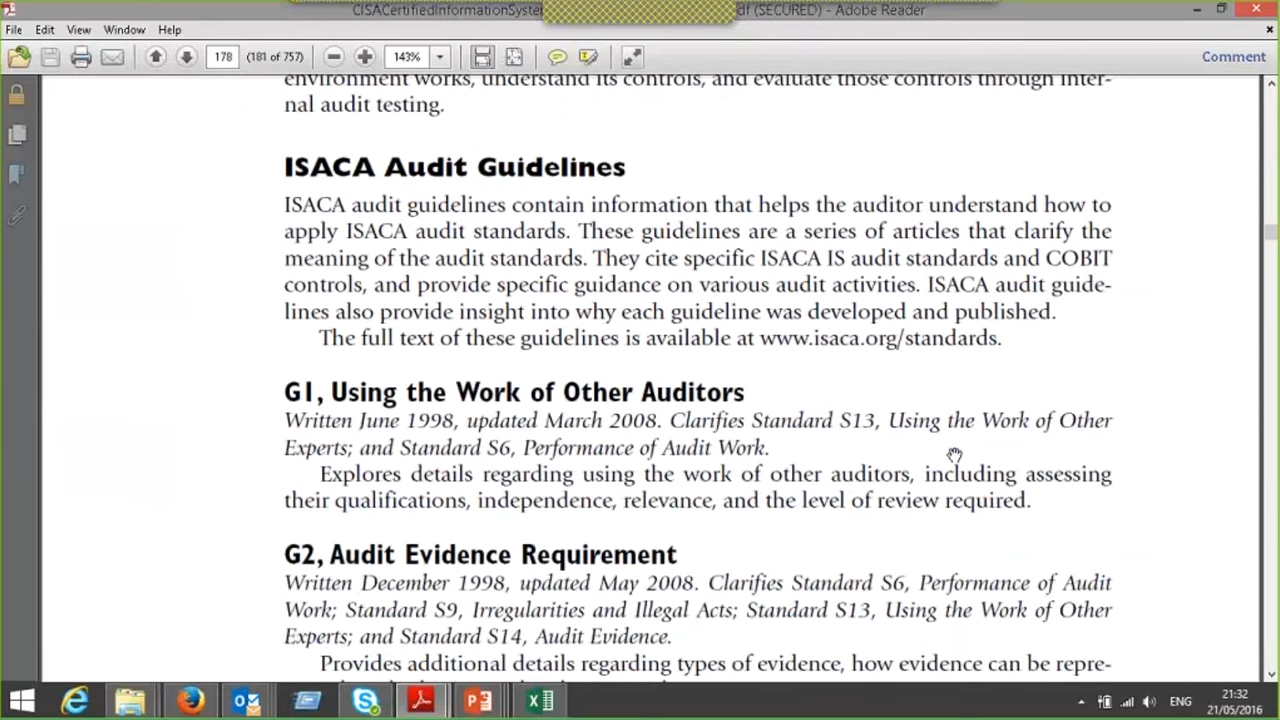 CISACertifiedInformationSystem
df (SECURED) - Adobe Reader
File Edit View Window Help
178 (181 of 757) 143% Comment
environment works, understand its controls, and evaluate those controls through inter-
nal audit testing.
ISACA Audit Guidelines
ISACA audit guidelines contain information that helps the auditor understand how to
apply ISACA audit standards. These guidelines are a series of articles that clarify the
meaning of the audit standards. They cite specific ISACA IS audit standards and COBIT
controls, and provide specific guidance on various audit activities. ISACA audit guide-
lines also provide insight into why each guideline was developed and published.
The full text of these guidelines is available at www.isaca.org/standards.
G1, Using the Work of Other Auditors
Written June 1998, updated March 2008. Clarifies Standard S13, Using the Work of Other
Experts; and Standard S6, Performance of Audit Work.
Explores details regarding using the work of other auditors, including assessing
their qualifications, independence, relevance, and the level of review required.
G2, Audit Evidence Requirement
Written December 1998, updated May 2008. Clarifies Standard S6, Performance of Audit
Work; Standard S9, Irregularities and Illegal Acts; Standard S13, Using the Work of Other
Experts; and Standard S14, Audit Evidence.
Provides additional details regarding types of evidence, how evidence can be repre-
ENG
21:32
21/05/2016